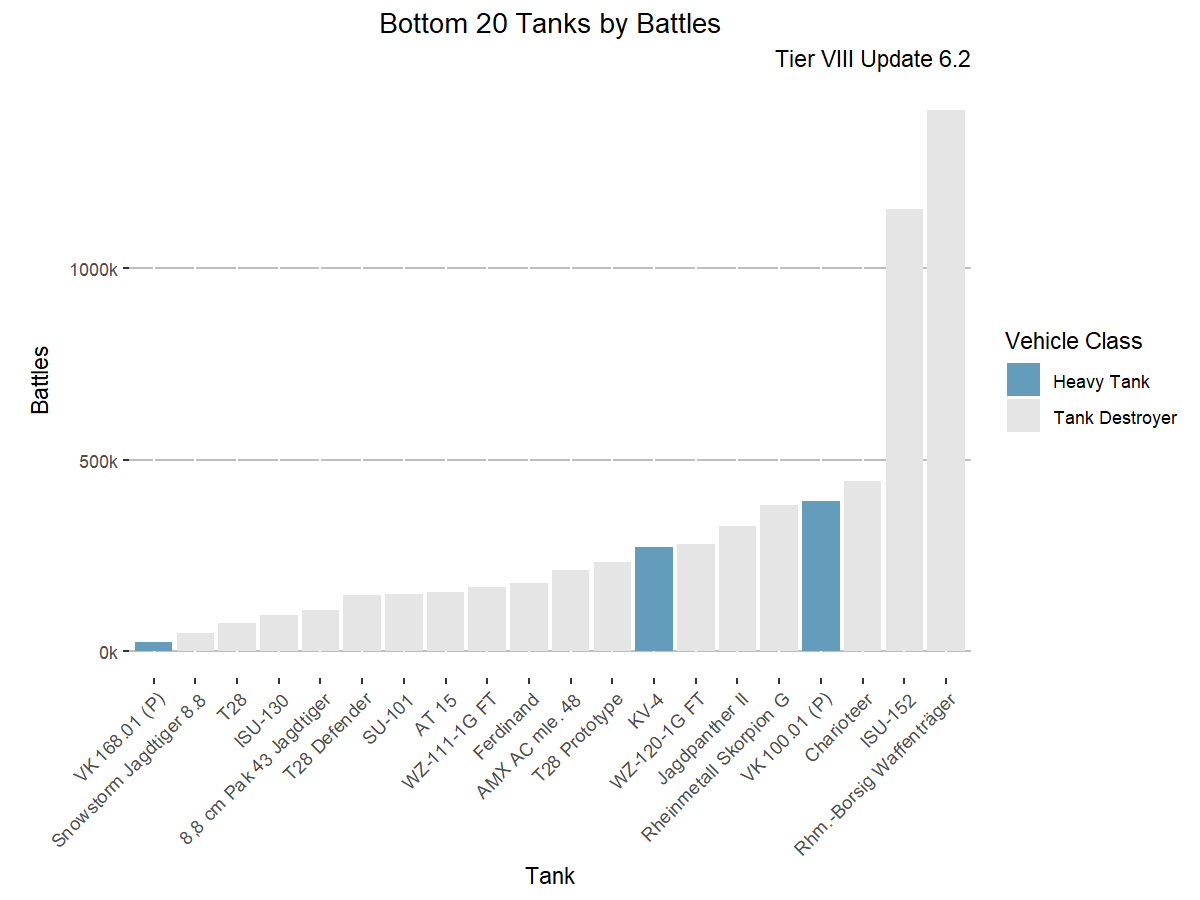 Bottom 20 Tanks by Battles
Tier VIII Update 6.2
1000k
500k
0k
Battles
VK 168.01 (P)
Snowstorm Jagdtiger 8.8
T28
ISU-130
8,8 cm Pak 43 Jagdtiger
T28 Defender
SU-101
AT 15
WZ-111-1G FT
Ferdinand
AMX AC mle. 48
T28 Prototype
KV-4
WZ-120-1G FT
Jagdpanther II
Rheinmetall Skorpion G
VK 100.01 (P)
Charioteer
ISU-152
Rhm.-Borsig Waffenträger
Tank
Vehicle Class
Heavy Tank
Tank Destroyer